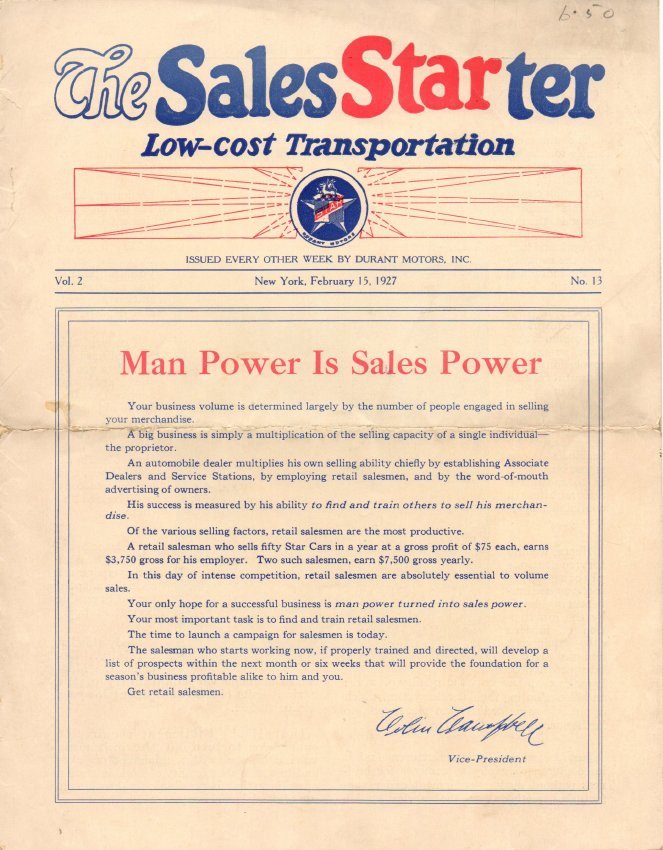 6.50
The Sales Starter
Low-cost Transportation
STAR
DURANT MOTORS
ISSUED EVERY OTHER WEEK BY DURANT MOTORS, INC.
Vol. 2 New York, February 15, 1927 No. 13
Man Power Is Sales Power
Your business volume is determined largely by the number of people engaged in selling
your merchandise.
A big business is simply a multiplication of the selling capacity of a single individual—
the proprietor.
An automobile dealer multiplies his own selling ability chiefly by establishing Associate
Dealers and Service Stations, by employing retail salesmen, and by the word-of-mouth
advertising of owners.
His success is measured by his ability to find and train others to sell his merchan-
dise.
Of the various selling factors, retail salesmen are the most productive.
A retail salesman who sells fifty Star Cars in a year at a gross profit of $75 each, earns
$3,750 gross for his employer. Two such salesmen, earn $7,500 gross yearly.
In this day of intense competition, retail salesmen are absolutely essential to volume
sales.
Your only hope for a successful business is man power turned into sales power.
Your most important task is to find and train retail salesmen.
The time to launch a campaign for salesmen is today.
The salesman who starts working now, if properly trained and directed, will develop a
list of prospects within the next month or six weeks that will provide the foundation for a
season's business profitable alike to him and you.
Get retail salesmen.
Colin Campbell
Vice-President